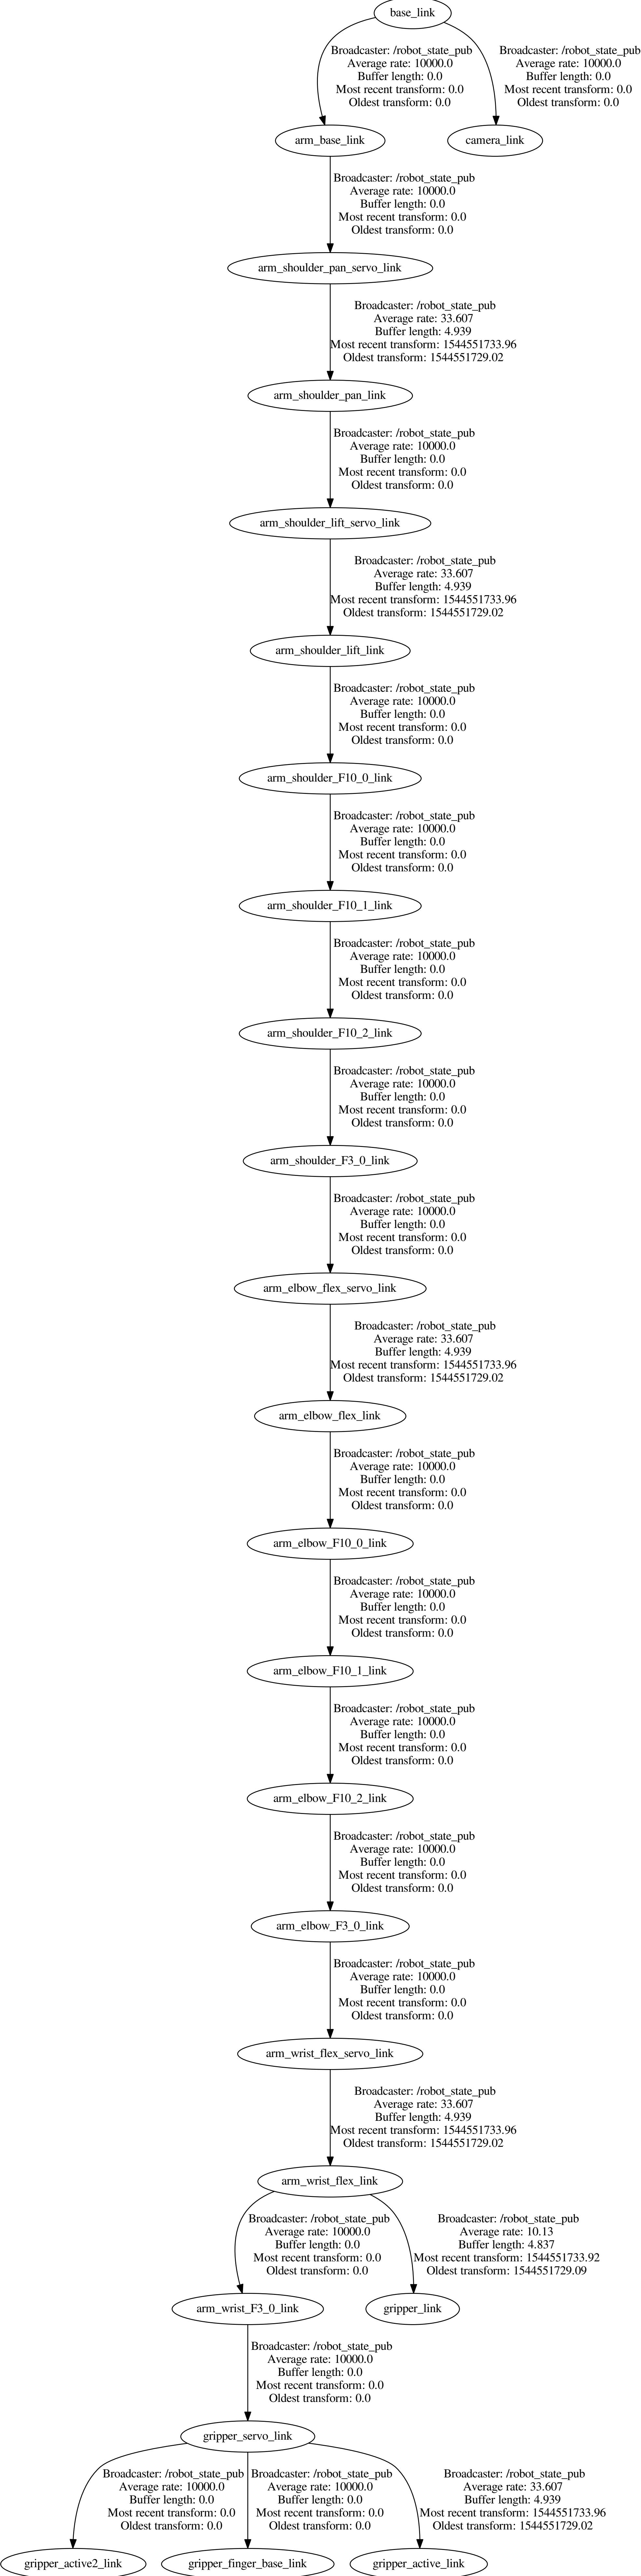 base_link
Broadcaster: /robot_state_pub
Average rate: 10000.0
Buffer length: 0.0
Most recent transform: 0.0
Oldest transform: 0.0
Broadcaster: /robot_state_pub
Average rate: 10000.0
Buffer length: 0.0
Most recent transform: 0.0
Oldest transform: 0.0
arm_base_link
camera_link
Broadcaster: /robot_state_pub
Average rate: 10000.0
Buffer length: 0.0
Most recent transform: 0.0
Oldest transform: 0.0
arm_shoulder_pan_servo_link
Broadcaster: /robot_state_pub
Average rate: 33.607
Buffer length: 4.939
Most recent transform: 1544551733.96
Oldest transform: 1544551729.02
arm_shoulder_pan_link
Broadcaster: /robot_state_pub
Average rate: 10000.0
Buffer length: 0.0
Most recent transform: 0.0
Oldest transform: 0.0
arm_shoulder_lift_servo_link
Broadcaster: /robot_state_pub
Average rate: 33.607
Buffer length: 4.939
Most recent transform: 1544551733.96
Oldest transform: 1544551729.02
arm_shoulder_lift_link
Broadcaster: /robot_state_pub
Average rate: 10000.0
Buffer length: 0.0
Most recent transform: 0.0
Oldest transform: 0.0
arm_shoulder_F10_0_link
Broadcaster: /robot_state_pub
Average rate: 10000.0
Buffer length: 0.0
Most recent transform: 0.0
Oldest transform: 0.0
arm_shoulder_F10_1_link
Broadcaster: /robot_state_pub
Average rate: 10000.0
Buffer length: 0.0
Most recent transform: 0.0
Oldest transform: 0.0
arm_shoulder_F10_2_link
Broadcaster: /robot_state_pub
Average rate: 10000.0
Buffer length: 0.0
Most recent transform: 0.0
Oldest transform: 0.0
arm_shoulder_F3_0_link
Broadcaster: /robot_state_pub
Average rate: 10000.0
Buffer length: 0.0
Most recent transform: 0.0
Oldest transform: 0.0
arm_elbow_flex_servo_link
Broadcaster: /robot_state_pub
Average rate: 33.607
Buffer length: 4.939
Most recent transform: 1544551733.96
Oldest transform: 1544551729.02
arm_elbow_flex_link
Broadcaster: /robot_state_pub
Average rate: 10000.0
Buffer length: 0.0
Most recent transform: 0.0
Oldest transform: 0.0
arm_elbow_F10_0_link
Broadcaster: /robot_state_pub
Average rate: 10000.0
Buffer length: 0.0
Most recent transform: 0.0
Oldest transform: 0.0
arm_elbow_F10_1_link
Broadcaster: /robot_state_pub
Average rate: 10000.0
Buffer length: 0.0
Most recent transform: 0.0
Oldest transform: 0.0
arm_elbow_F10_2_link
Broadcaster: /robot_state_pub
Average rate: 10000.0
Buffer length: 0.0
Most recent transform: 0.0
Oldest transform: 0.0
arm_elbow_F3_0_link
Broadcaster: /robot_state_pub
Average rate: 10000.0
Buffer length: 0.0
Most recent transform: 0.0
Oldest transform: 0.0
arm_wrist_flex_servo_link
Broadcaster: /robot_state_pub
Average rate: 33.607
Buffer length: 4.939
Most recent transform: 1544551733.96
Oldest transform: 1544551729.02
arm_wrist_flex_link
Broadcaster: /robot_state_pub
Average rate: 10000.0
Buffer length: 0.0
Most recent transform: 0.0
Oldest transform: 0.0
Broadcaster: /robot_state_pub
Average rate: 10.13
Buffer length: 4.837
Most recent transform: 1544551733.92
Oldest transform: 1544551729.09
arm_wrist_F3_0_link
gripper_link
Broadcaster: /robot_state_pub
Average rate: 10000.0
Buffer length: 0.0
Most recent transform: 0.0
Oldest transform: 0.0
gripper_servo_link
Broadcaster: /robot_state_pub
Average rate: 10000.0
Buffer length: 0.0
Most recent transform: 0.0
Oldest transform: 0.0
Broadcaster: /robot_state_pub
Average rate: 10000.0
Buffer length: 0.0
Most recent transform: 0.0
Oldest transform: 0.0
Broadcaster: /robot_state_pub
Average rate: 33.607
Buffer length: 4.939
Most recent transform: 1544551733.96
Oldest transform: 1544551729.02
gripper_active2_link
gripper_finger_base_link
gripper_active_link